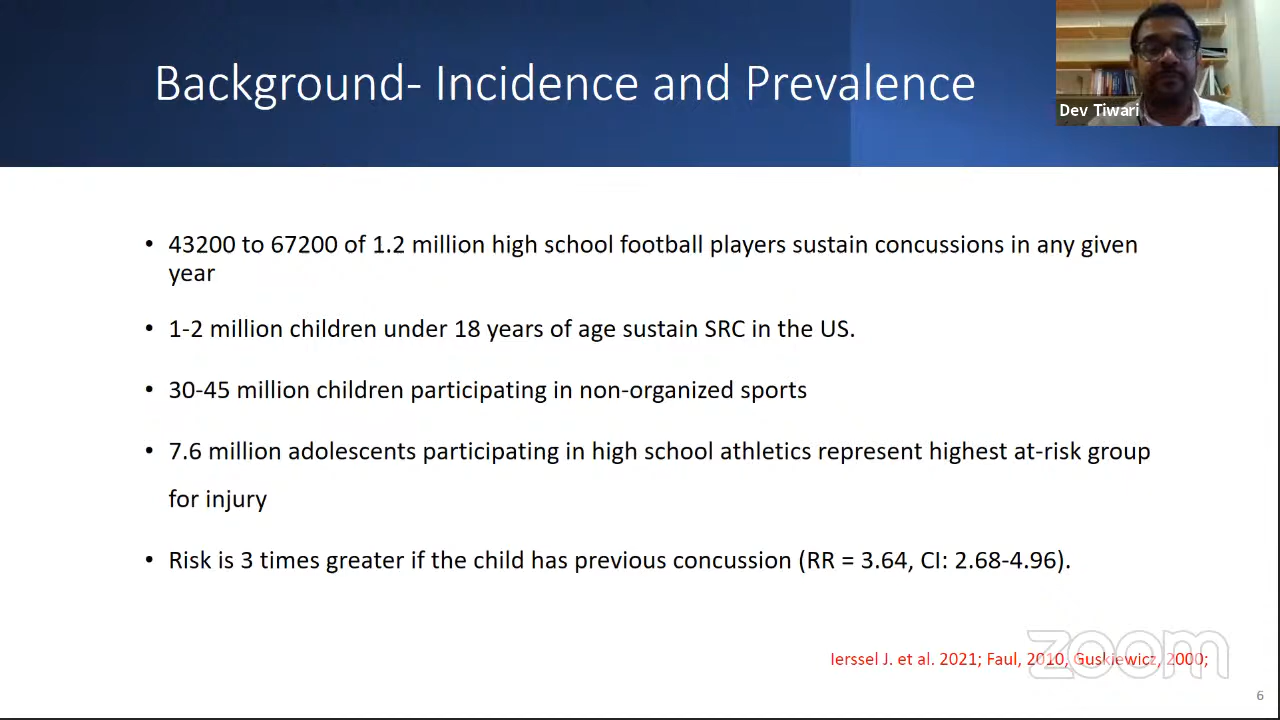 Background- Incidence and Prevalence
Dev Tiwari
• 43200 to 67200 of 1.2 million high school football players sustain concussions in any given
year
• 1-2 million children under 18 years of age sustain SRC in the US.
• 30-45 million children participating in non-organized sports
• 7.6 million adolescents participating in high school athletics represent highest at-risk group
for injury
• Risk is 3 times greater if the child has previous concussion (RR = 3.64, CI: 2.68-4.96).
Ierssel J. et al. 2021; Faul, 2010, Guskiewicz, 2000;
zoom
6